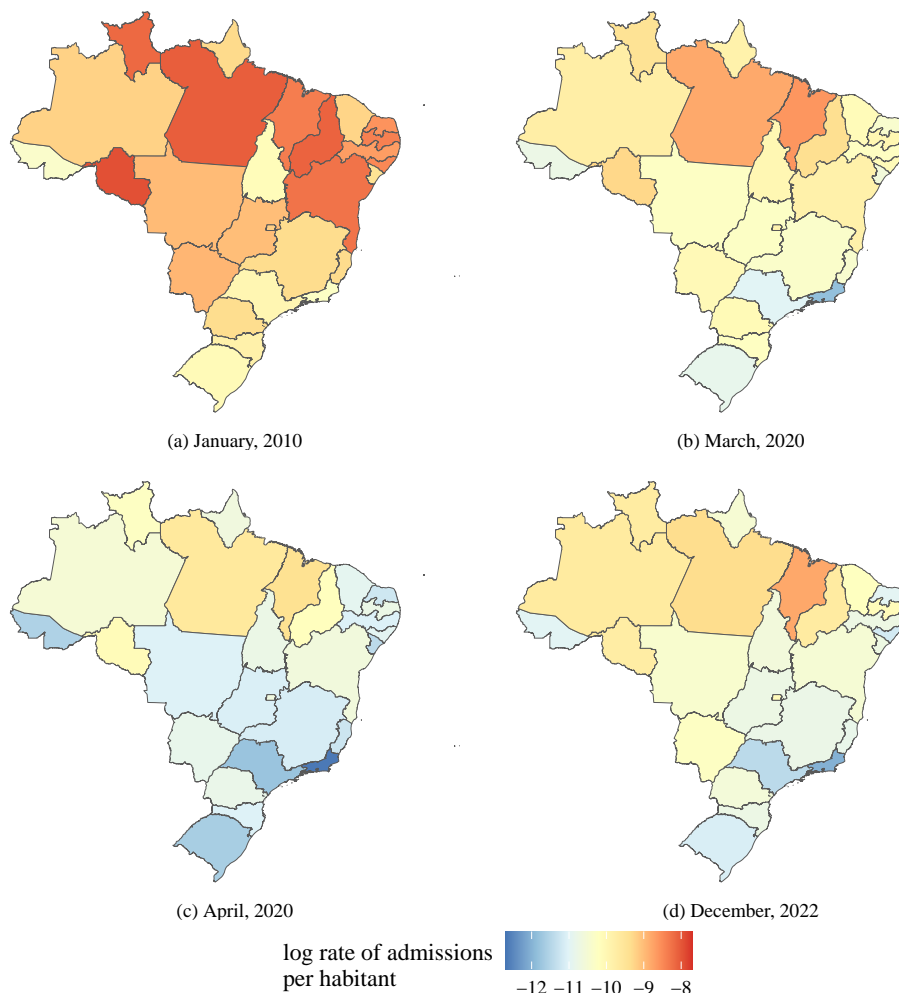 (a) January, 2010
(b) March, 2020
(c) April, 2020
(d) December, 2022
log rate of admissions
per habitant
−12 −11 −10 −9 −8